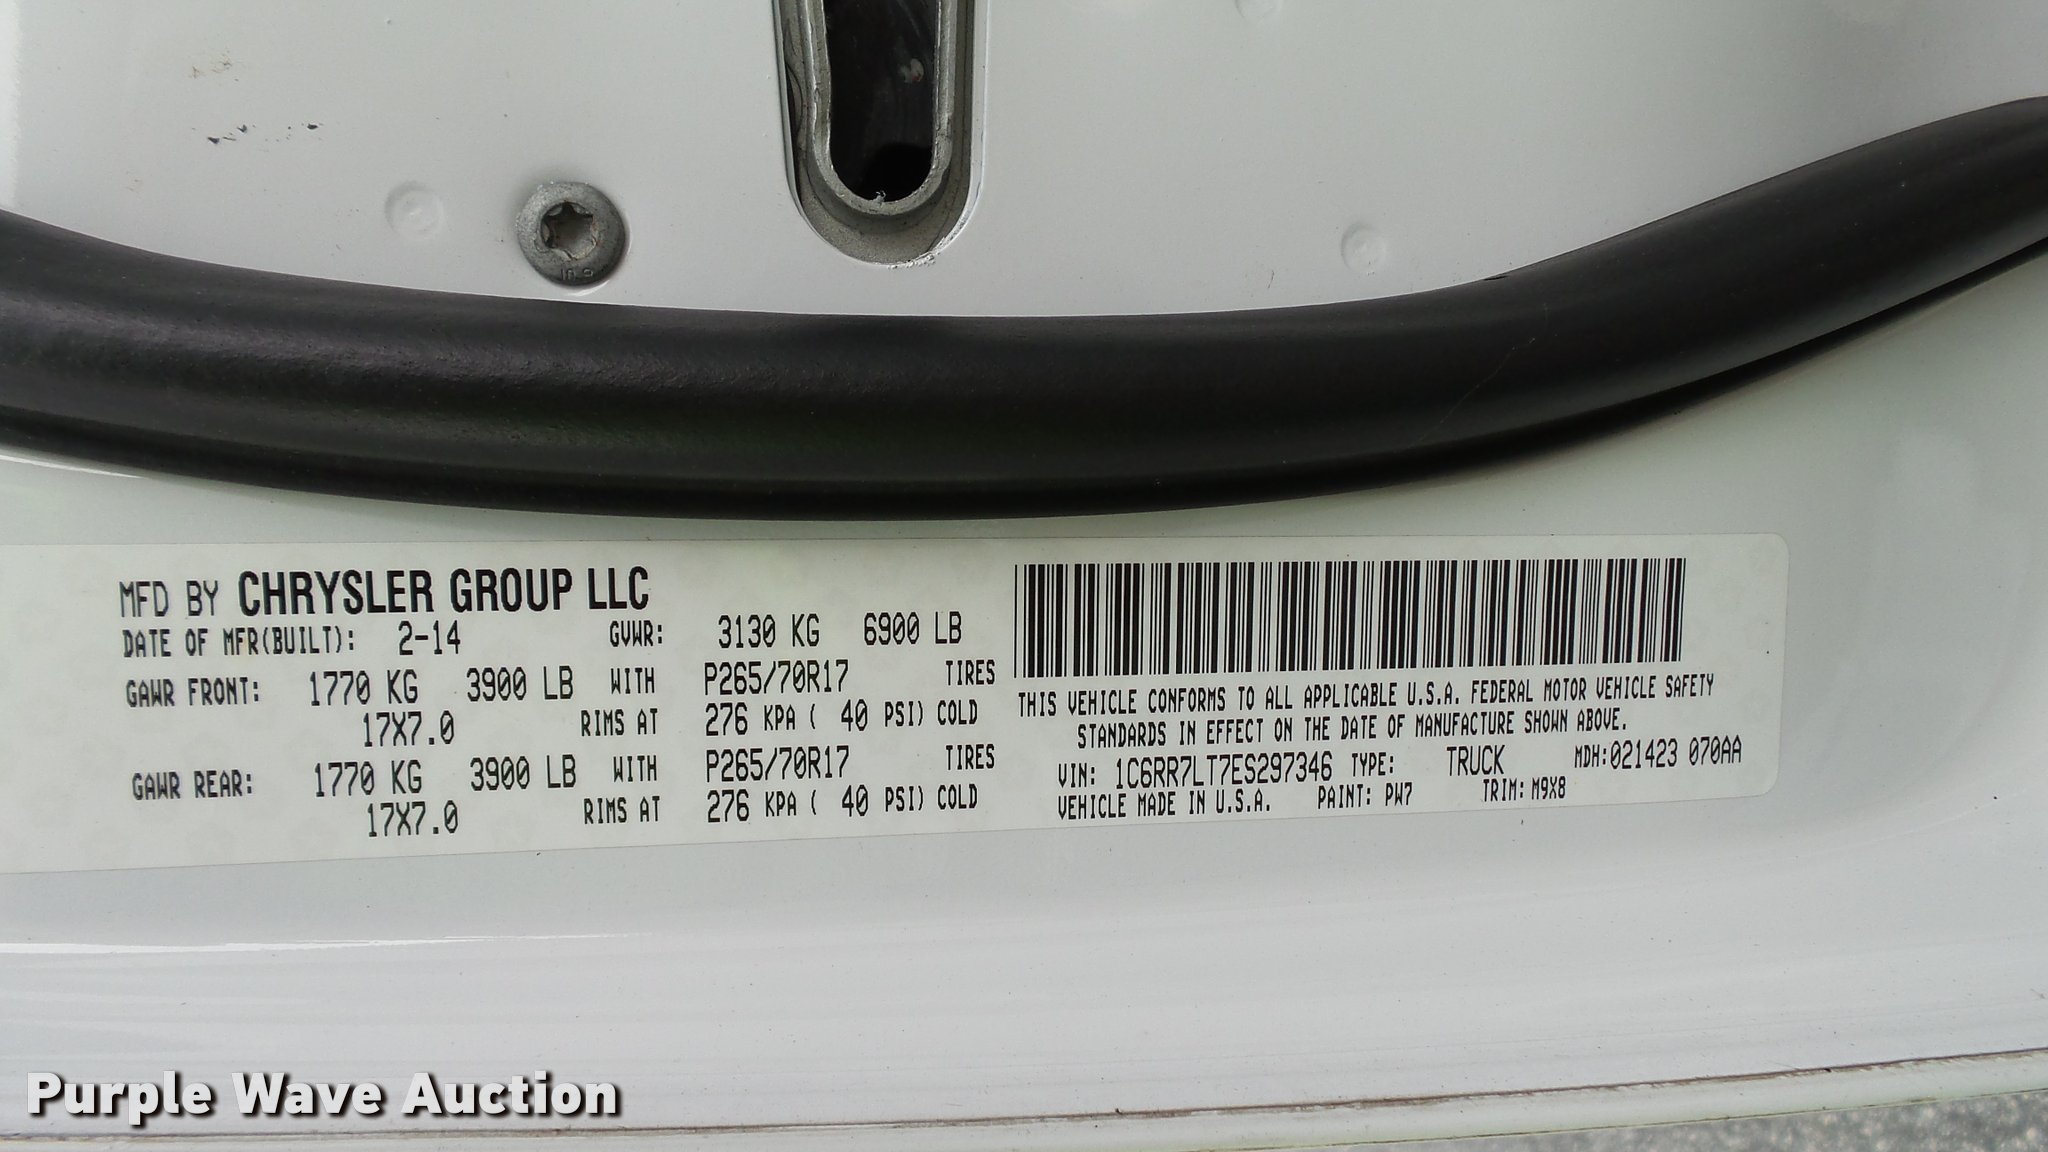 MFD BY CHRYSLER GROUP LLC
DATE OF MFR(BUILT): 2-14 GVWR: 3130 KG 6900 LB
GAWR FRONT: 1770 KG 3900 LB WITH P265/70R17 TIRES
17X7.0 RIMS AT 276 KPA ( 40 PSI) COLD
GAWR REAR: 1770 KG 3900 LB WITH P265/70R17 TIRES
17X7.0 RIMS AT 276 KPA ( 40 PSI) COLD
THIS VEHICLE CONFORMS TO ALL APPLICABLE U.S.A. FEDERAL MOTOR VEHICLE SAFETY
STANDARDS IN EFFECT ON THE DATE OF MANUFACTURE SHOWN ABOVE.
VIN: 1C6RR7LT7ES297346 TYPE: TRUCK MDH:021423 070AA
VEHICLE MADE IN U.S.A. PAINT: PW7 TRIM: M9X8
Purple Wave Auction